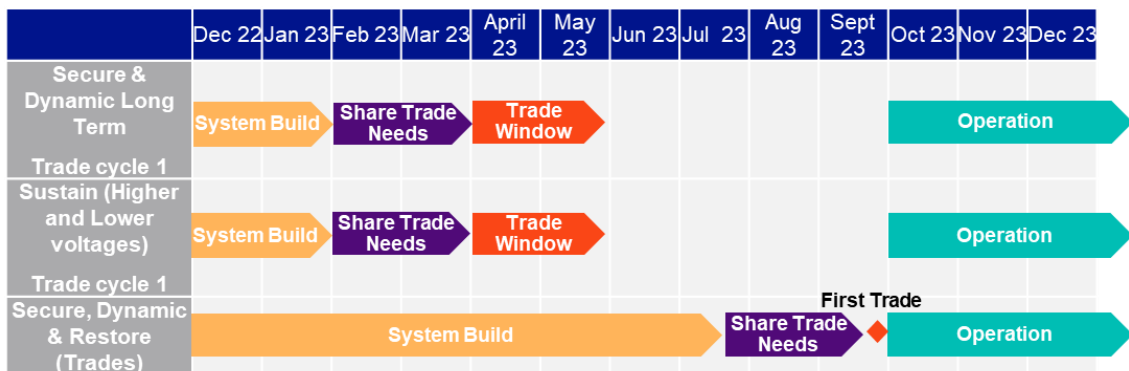 Dec 22 Jan 23 Feb 23 Mar 23 April 23 May 23 Jun 23 Jul 23 Aug 23 Sept 23 Oct 23 Nov 23 Dec 23
Secure &
Dynamic Long
Term
Trade cycle 1
System Build
Share Trade
Needs
Trade
Window
Operation
Sustain (Higher
and Lower
voltages)
Trade cycle 1
System Build
Share Trade
Needs
Trade
Window
Operation
Secure, Dynamic
& Restore
(Trades)
System Build
Share Trade
Needs
First Trade
Operation